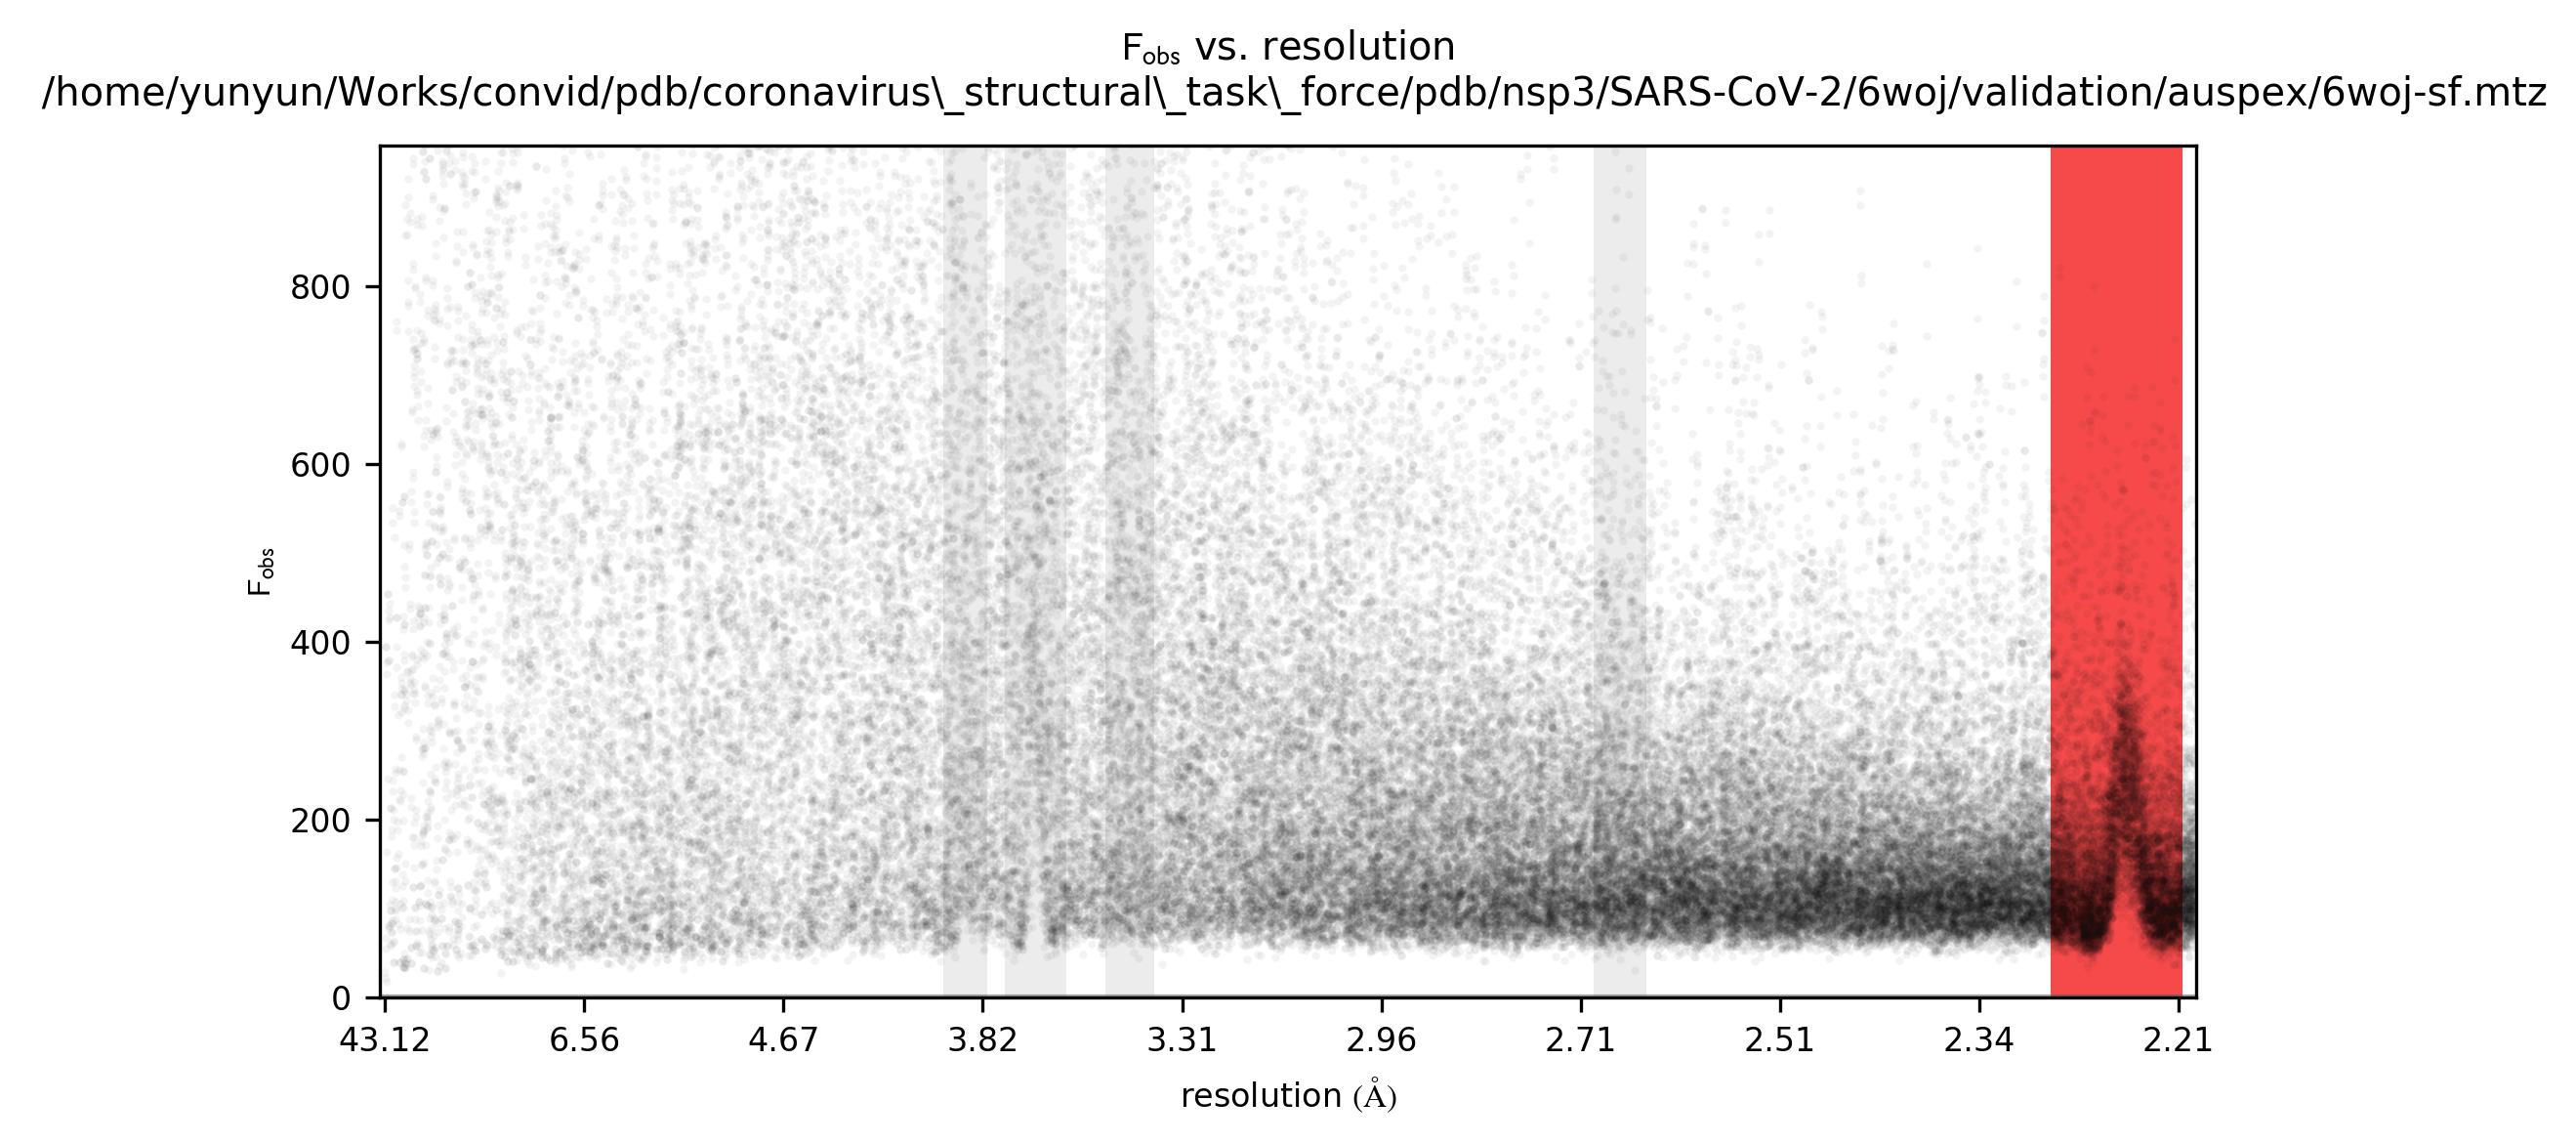 Fobs vs. resolution
/home/yunyun/Works/convid/pdb/coronavirus\_structural\_task\_force/pdb/nsp3/SARS-CoV-2/6woj/validation/auspex/6woj-sf.mtz
800
600
Fobs
400
200
0
43.12 6.56 4.67 3.82 3.31 2.96 2.71 2.51 2.34 2.21
resolution (Å)